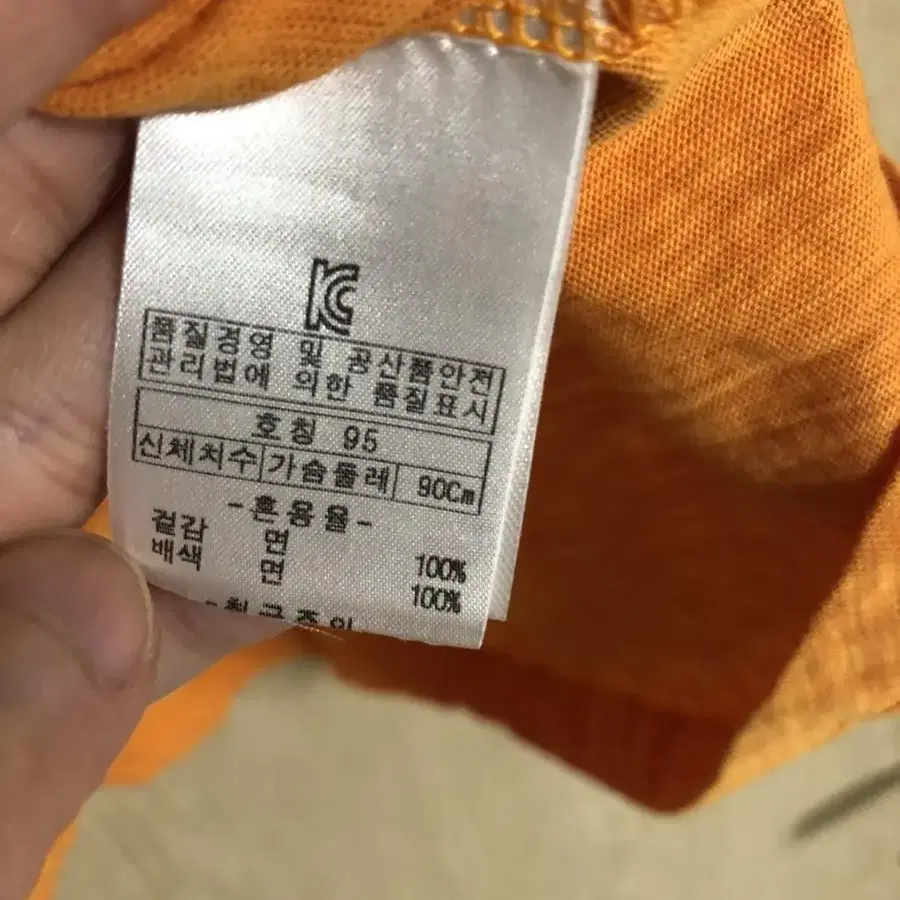 KC
품질경영 및 공산품안전
관리법에 의한 품질표시
호칭 95
신체치수 가슴둘레 90Cm
-혼용율-
겉감 면 100%
배색 면 100%